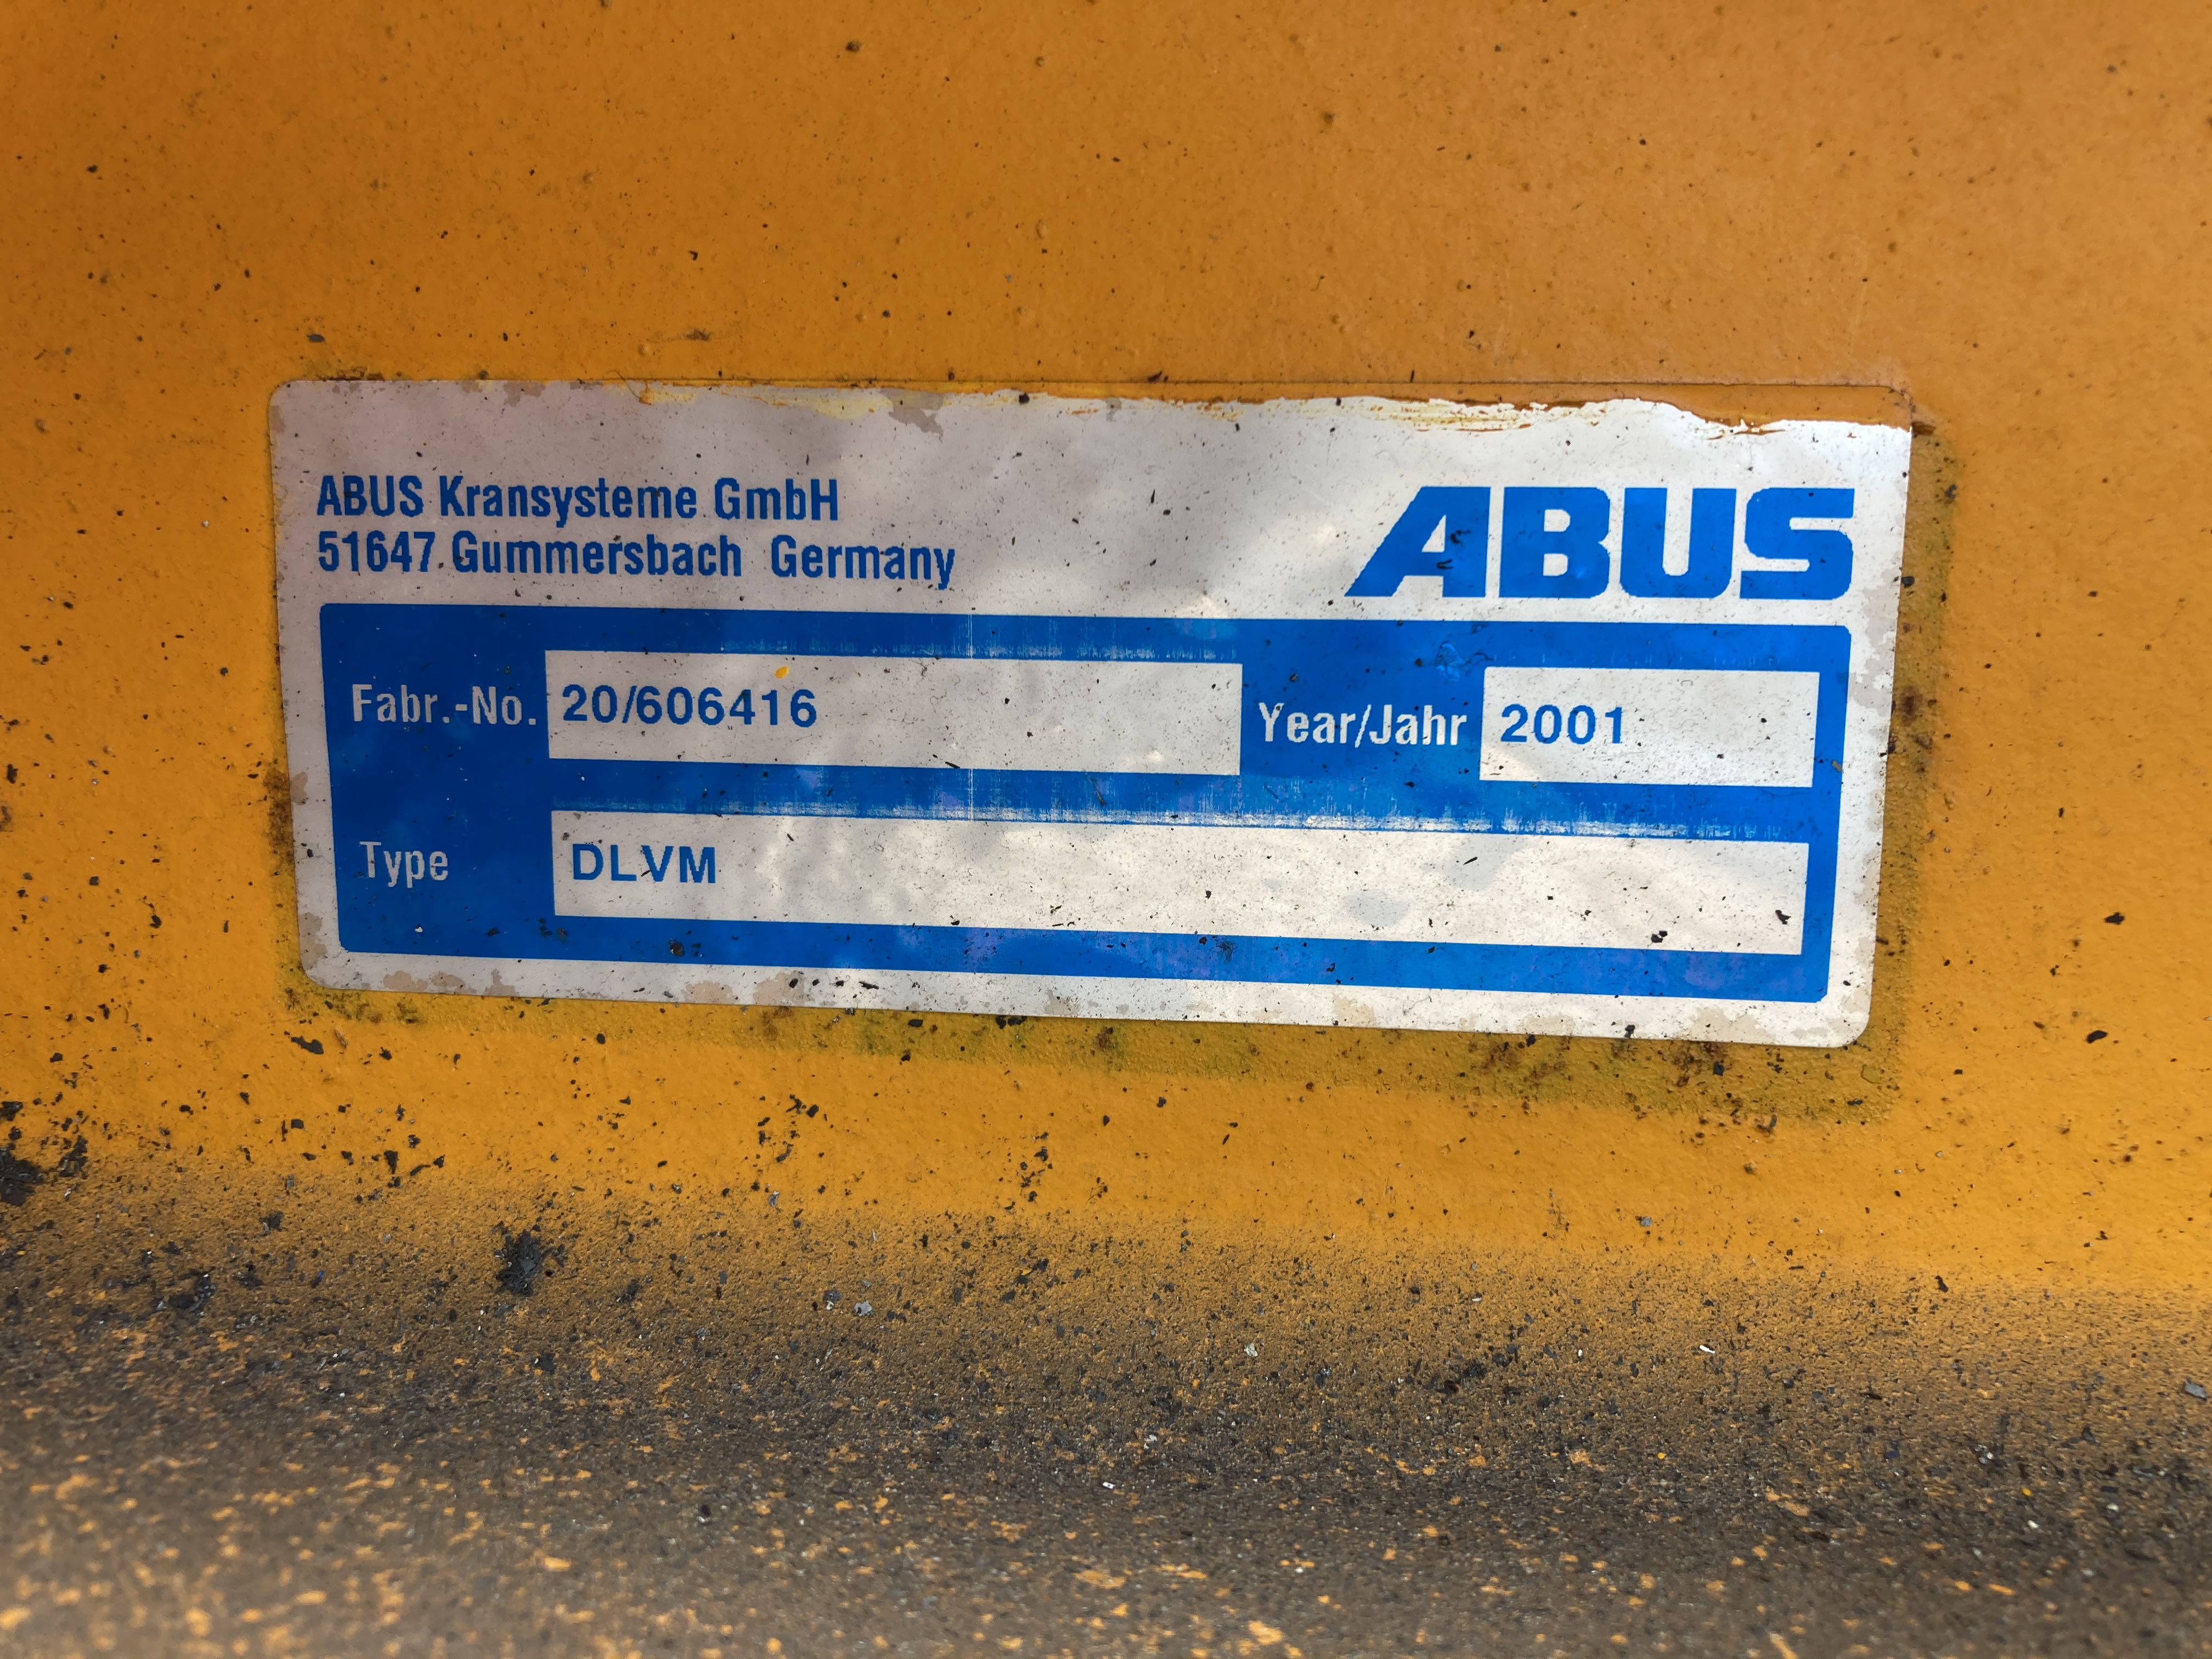 ABUS Kransysteme GmbH
51647 Gummersbach Germany
ABUS
Fabr.-No. 20/606416 Year/Jahr 2001
Type DLVM